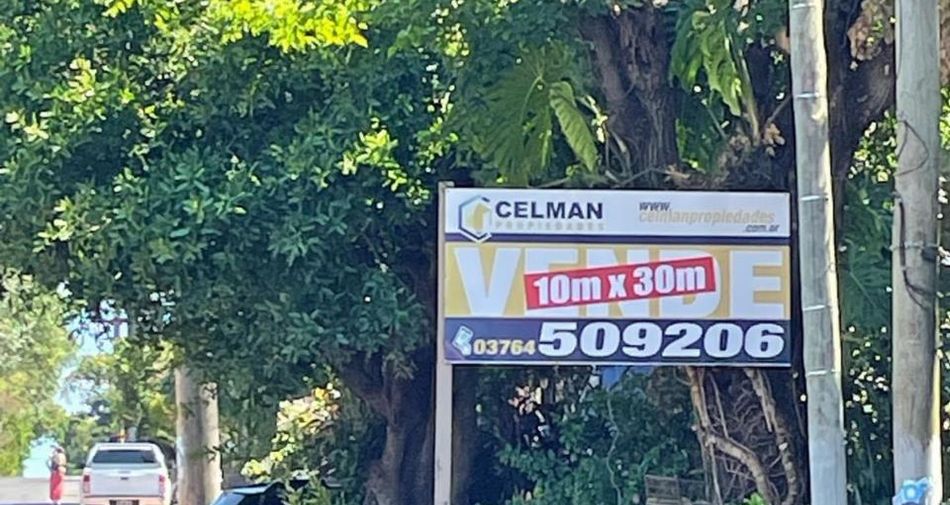 CELMAN
PROPIEDADES
www.
celmanpropiedades
.com.ar
VENDE
10m x 30m
03764 509206